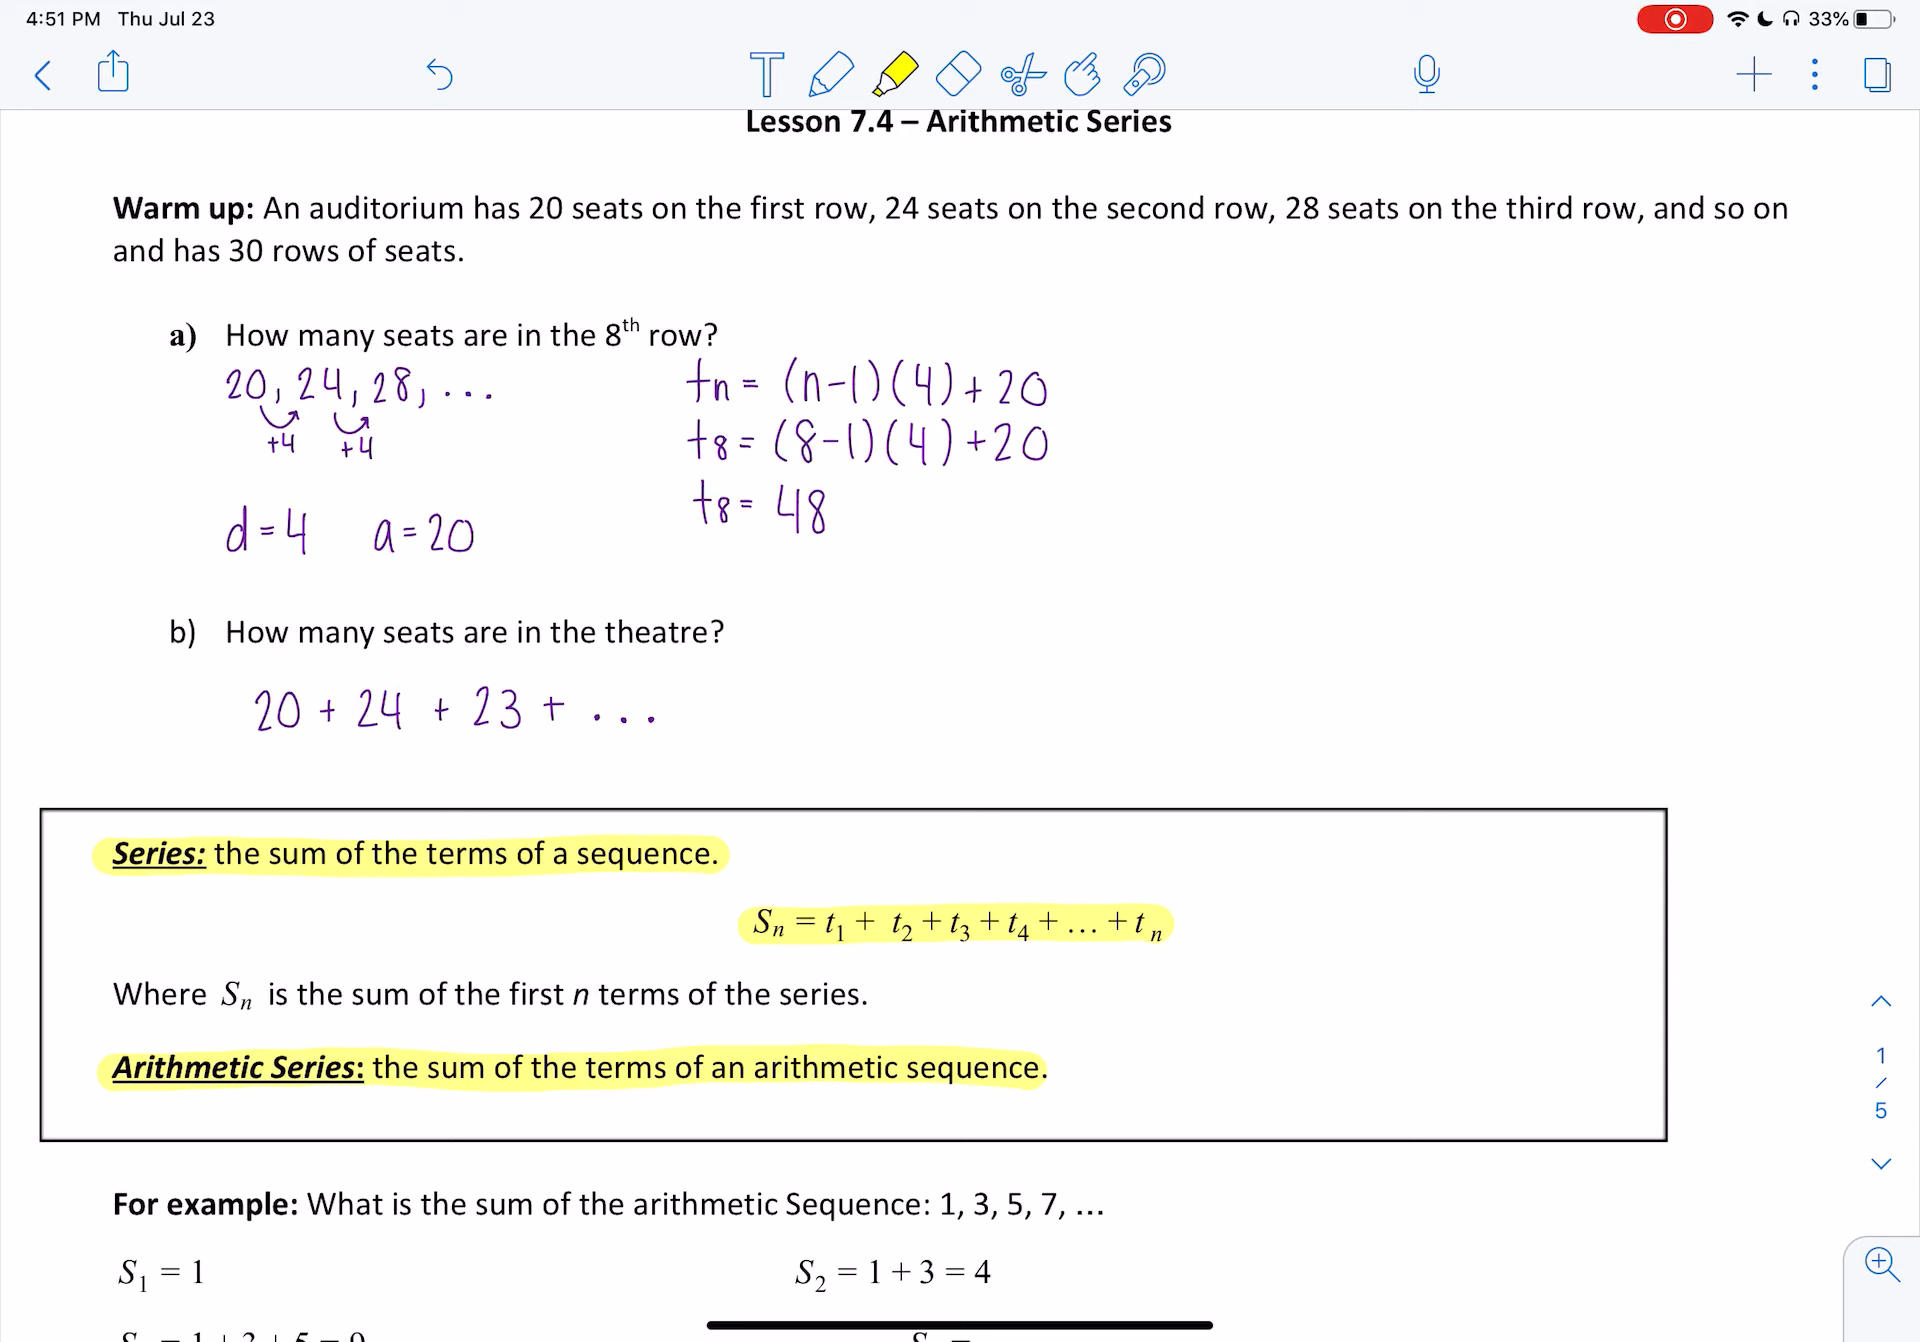 4:51 PM Thu Jul 23 33%
Lesson 7.4 – Arithmetic Series
Warm up: An auditorium has 20 seats on the first row, 24 seats on the second row, 28 seats on the third row, and so on
and has 30 rows of seats.
a) How many seats are in the 8th row?
20, 24, 28, ...
+4 +4
d = 4 a = 20
tn = (n-1)(4) + 20
t8 = (8-1)(4) + 20
t8 = 48
b) How many seats are in the theatre?
20 + 24 + 23 + ...
Series: the sum of the terms of a sequence.
Sn = t1 + t2 + t3 + t4 + ... + t n
Where Sn is the sum of the first n terms of the series.
Arithmetic Series: the sum of the terms of an arithmetic sequence.
1
/
5
For example: What is the sum of the arithmetic Sequence: 1, 3, 5, 7, ...
S1 = 1 S2 = 1 + 3 = 4